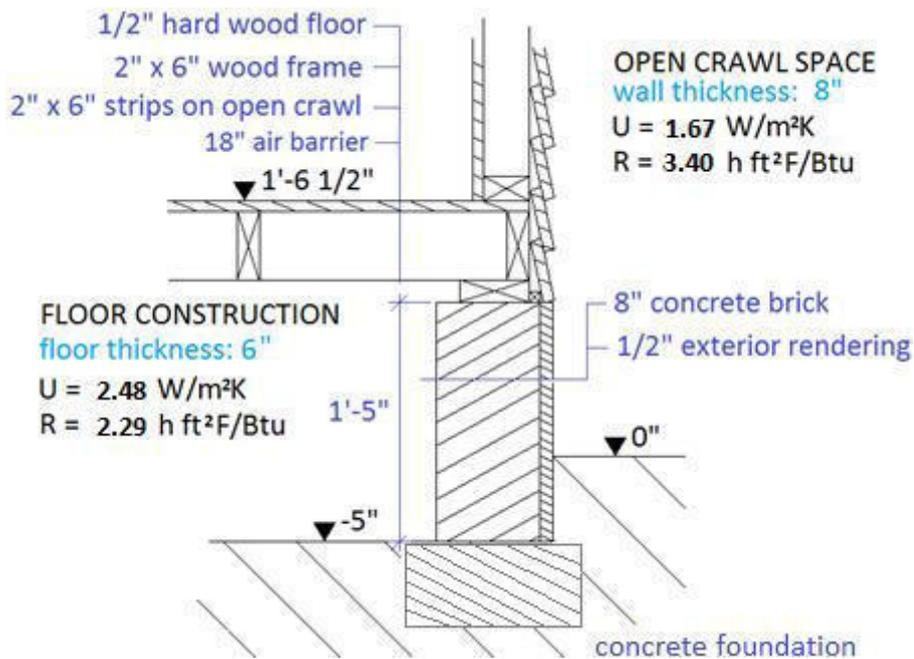 1/2" hard wood floor
2" x 6" wood frame
2" x 6" strips on open crawl
18" air barrier
1'-6 1/2"
OPEN CRAWL SPACE
wall thickness: 8"
U = 1.67 W/m²K
R = 3.40 h ft²F/Btu
FLOOR CONSTRUCTION
floor thickness: 6"
U = 2.48 W/m²K
R = 2.29 h ft²F/Btu
8" concrete brick
1/2" exterior rendering
1'-5"
0"
-5"
concrete foundation